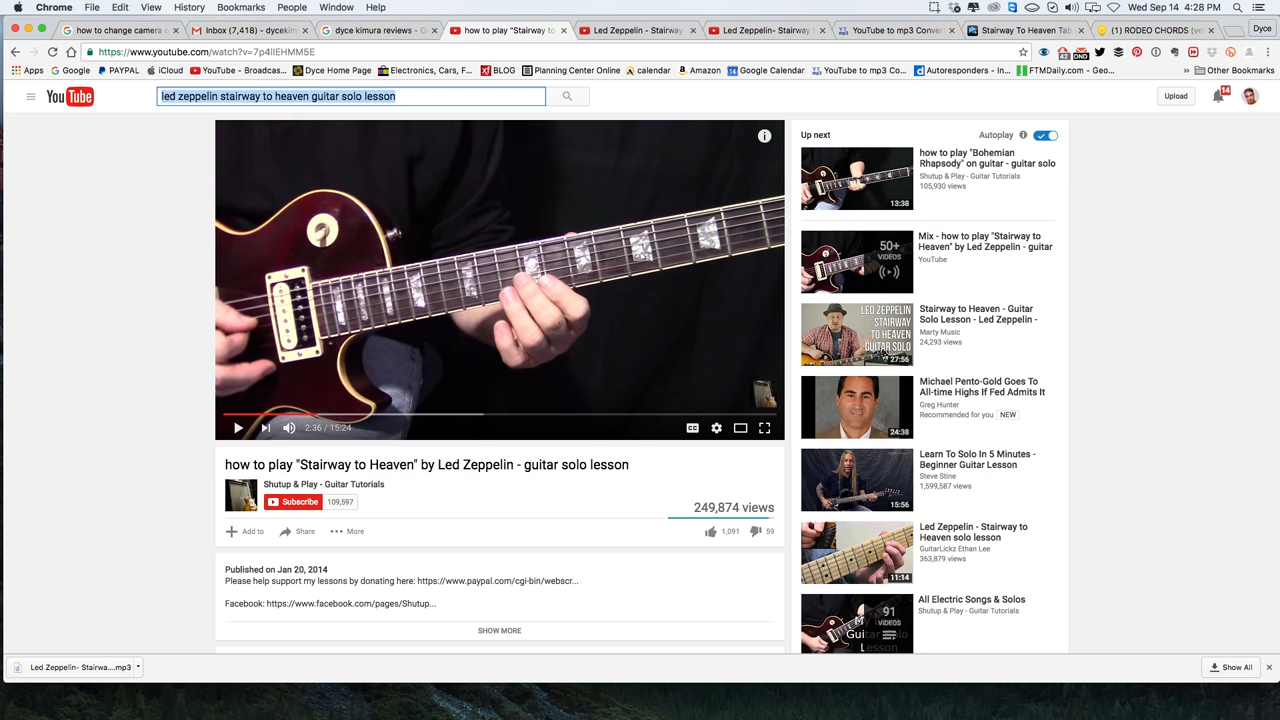 Chrome File Edit View History Bookmarks People Window Help Wed Sep 14 4:28 PM
how to change camera Inbox (7,418) - dycekim dyce kimura reviews - G how to play "Stairway to Led Zeppelin - Stairway Led Zeppelin- Stairway YouTube to mp3 Conver Stairway To Heaven Tab (1) RODEO CHORDS (ve Dyce
https://www.youtube.com/watch?v=7p4IIEHMM5E
Apps Google PAYPAL iCloud YouTube - Broadcas... Dyce Home Page Electronics, Cars, F... BLOG Planning Center Online calendar Amazon Google Calendar YouTube to mp3 Co... Autoresponders - In... FTMDaily.com - Geo... » Other Bookmarks
YouTube
led zeppelin stairway to heaven guitar solo lesson
Upload
14
Up next Autoplay
how to play "Bohemian
Rhapsody" on guitar - guitar solo
Shutup & Play - Guitar Tutorials
105,930 views
13:38
Mix - how to play "Stairway to
Heaven" by Led Zeppelin - guitar
YouTube
50+
VIDEOS
Stairway to Heaven - Guitar
Solo Lesson - Led Zeppelin -
Marty Music
24,293 views
LED ZEPPELIN
STAIRWAY
TO HEAVEN
GUITAR SOLO
27:56
Michael Pento-Gold Goes To
All-time Highs If Fed Admits It
Greg Hunter
Recommended for you NEW
24:38
Learn To Solo In 5 Minutes -
Beginner Guitar Lesson
Steve Stine
1,599,587 views
15:56
Led Zeppelin - Stairway to
Heaven solo lesson
GuitarLickz Ethan Lee
363,879 views
11:14
All Electric Songs & Solos
Shutup & Play - Guitar Tutorials
91
VIDEOS
Guitar Solo
Lesson
2:36 / 15:24
CC
how to play "Stairway to Heaven" by Led Zeppelin - guitar solo lesson
Shutup & Play - Guitar Tutorials
Subscribe 109,597
249,874 views
Add to Share More 1,091 59
Published on Jan 20, 2014
Please help support my lessons by donating here: https://www.paypal.com/cgi-bin/webscr...
Facebook: https://www.facebook.com/pages/Shutup...
SHOW MORE
Led Zeppelin- Stairwa....mp3
Show All